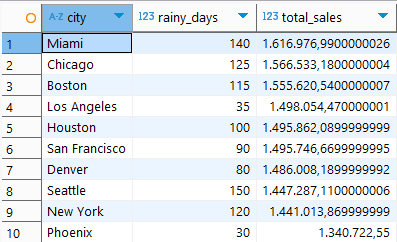 A-Z city 123 rainy_days 123 total_sales
1 Miami 140 1.616.976,9900000026
2 Chicago 125 1.566.533,1800000004
3 Boston 115 1.555.620,5400000007
4 Los Angeles 35 1.498.054,470000001
5 Houston 100 1.495.862,0899999999
6 San Francisco 90 1.495.746,6699999995
7 Denver 80 1.486.008,1899999992
8 Seattle 150 1.447.287,1100000006
9 New York 120 1.441.013,869999999
10 Phoenix 30 1.340.722,55